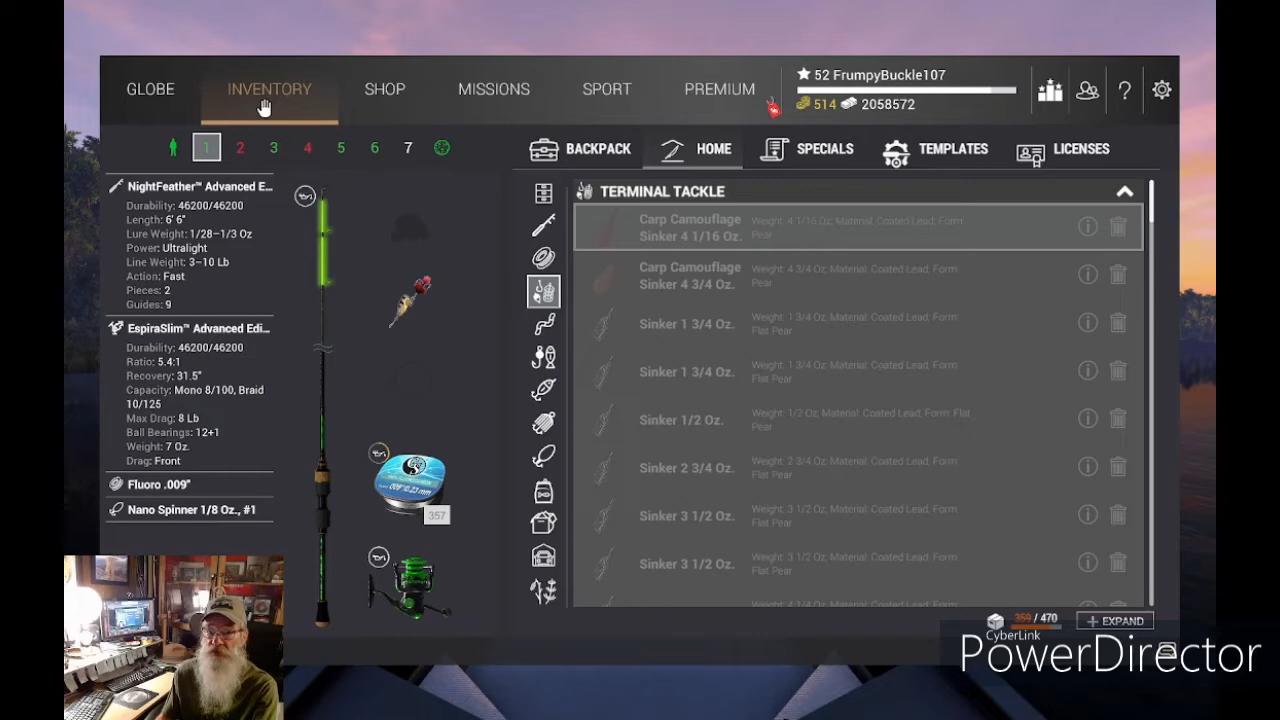 GLOBE
INVENTORY
SHOP
MISSIONS
SPORT
PREMIUM
52 FrumpyBuckle107
514 2058572
1 2 3 4 5 6 7
BACKPACK
HOME
SPECIALS
TEMPLATES
LICENSES
NightFeather™ Advanced E...
Durability: 46200/46200
Length: 6' 6"
Lure Weight: 1/28–1/3 Oz
Power: Ultralight
Line Weight: 3–10 Lb
Action: Fast
Pieces: 2
Guides: 9
EspiraSlim™ Advanced Edi...
Durability: 46200/46200
Ratio: 5.4:1
Recovery: 31.5"
Capacity: Mono 8/100, Braid
10/125
Max Drag: 8 Lb
Ball Bearings: 12+1
Weight: 7 Oz.
Drag: Front
Fluoro .009"
Nano Spinner 1/8 Oz., #1
357
TERMINAL TACKLE
Carp Camouflage
Sinker 4 1/16 Oz.
Weight: 4 1/16 Oz; Material: Coated Lead; Form:
Pear
Carp Camouflage
Sinker 4 3/4 Oz.
Weight: 4 3/4 Oz; Material: Coated Lead; Form:
Pear
Sinker 1 3/4 Oz.
Weight: 1 3/4 Oz; Material: Coated Lead; Form:
Flat Pear
Sinker 1 3/4 Oz.
Weight: 1 3/4 Oz; Material: Coated Lead; Form:
Flat Pear
Sinker 1/2 Oz.
Weight: 1/2 Oz; Material: Coated Lead; Form: Flat
Pear
Sinker 2 3/4 Oz.
Weight: 2 3/4 Oz; Material: Coated Lead; Form:
Flat Pear
Sinker 3 1/2 Oz.
Weight: 3 1/2 Oz; Material: Coated Lead; Form:
Flat Pear
Sinker 3 1/2 Oz.
Weight: 3 1/2 Oz; Material: Coated Lead; Form:
Flat Pear
359 / 470
+ EXPAND
CyberLink
PowerDirector